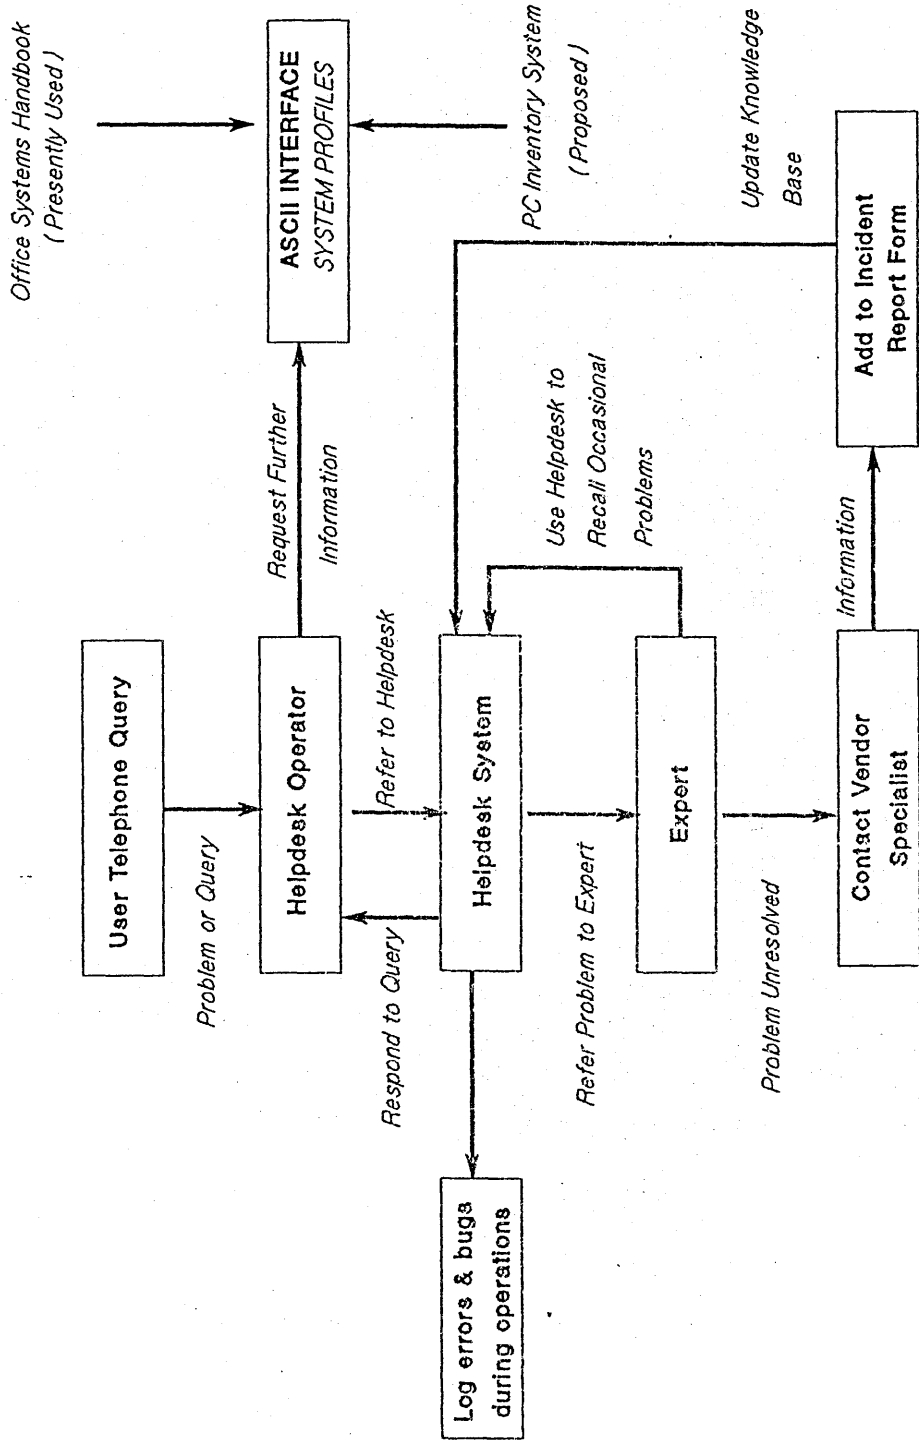 Office Systems Handbook
( Presently Used )
User Telephone Query
Problem or Query
Helpdesk Operator
Request Further
Information
ASCII INTERFACE
SYSTEM PROFILES
Respond to Query
Refer to Helpdesk
PC Inventory System
( Proposed )
Log errors & bugs
during operations
Helpdesk System
Refer Problem to Expert
Use Helpdesk to
Recall Occasional
Problems
Expert
Update Knowledge
Base
Problem Unresolved
Contact Vendor
Specialist
Information
Add to Incident
Report Form